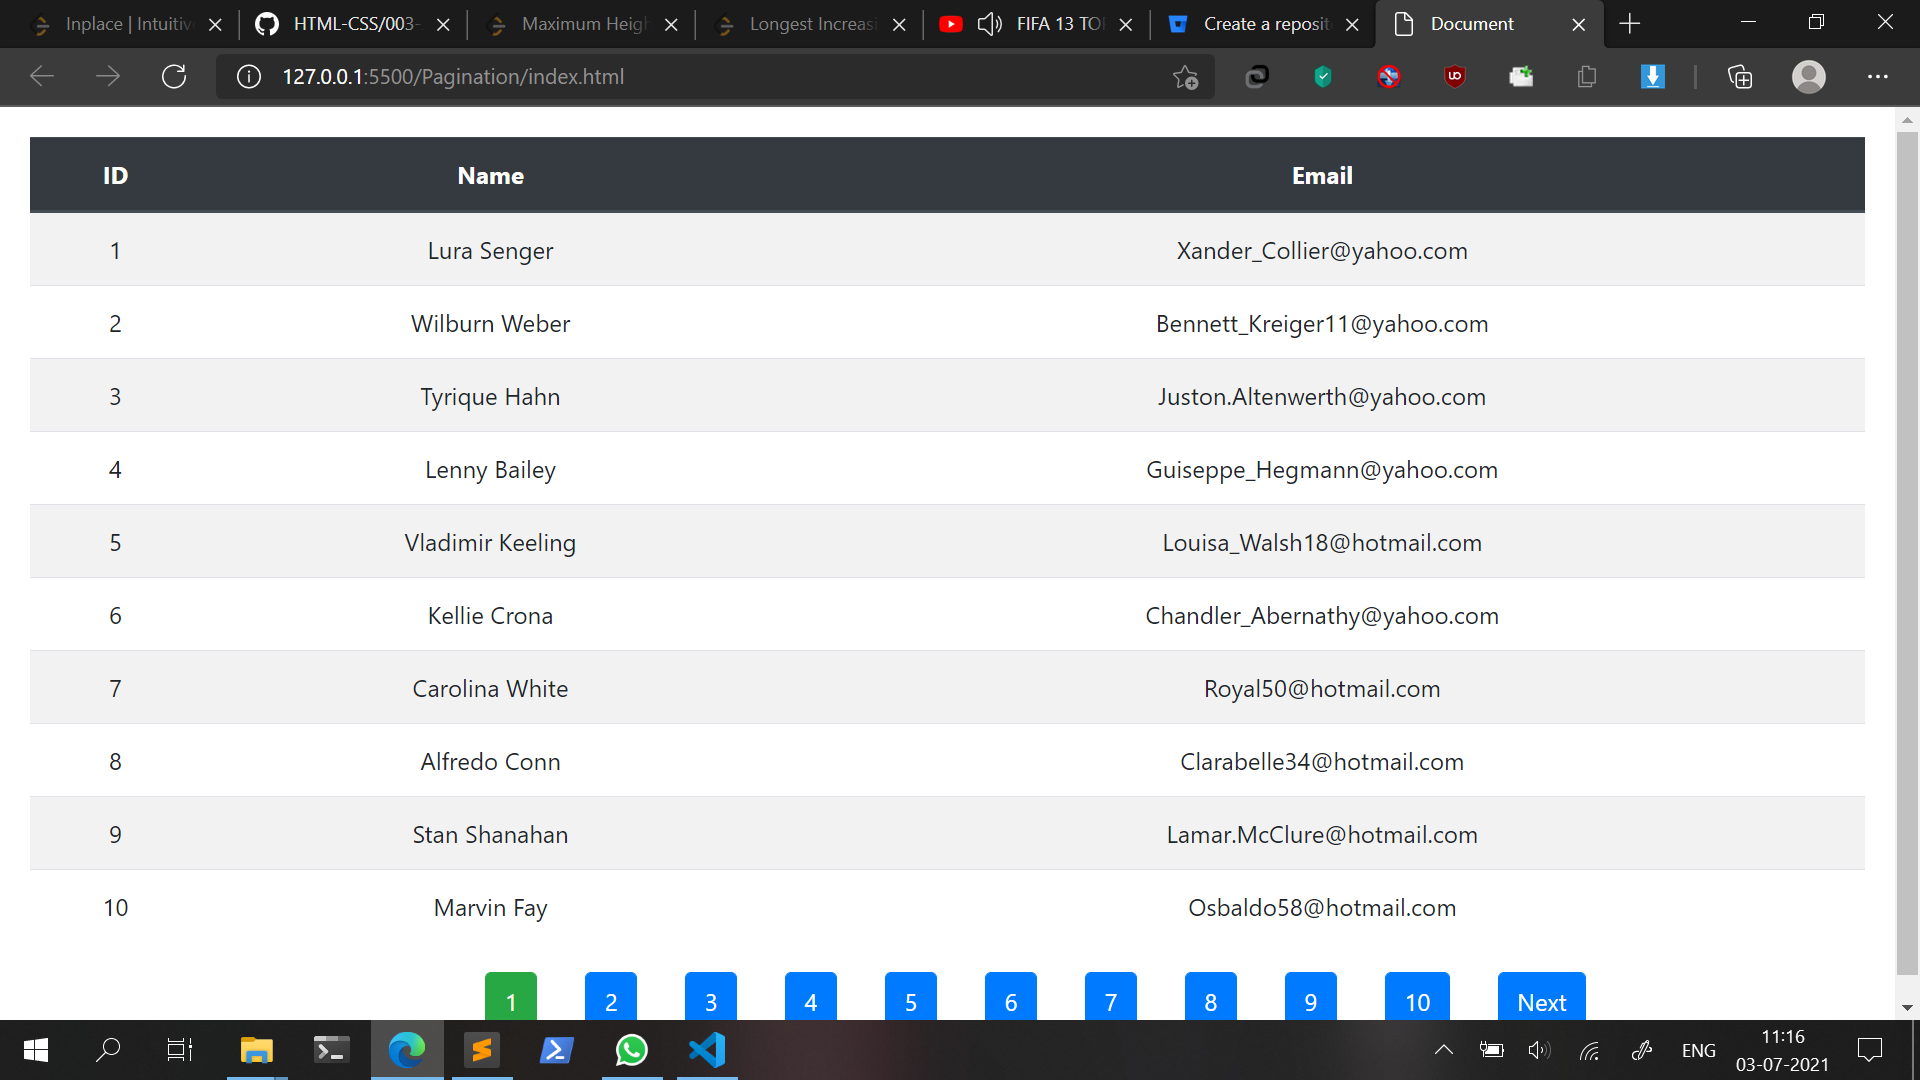 Inplace | Intuitiv HTML-CSS/003- Maximum Heigh Longest Increasi FIFA 13 TO Create a reposit Document
127.0.0.1:5500/Pagination/index.html
ID Name Email
1 Lura Senger Xander_Collier@yahoo.com
2 Wilburn Weber Bennett_Kreiger11@yahoo.com
3 Tyrique Hahn Juston.Altenwerth@yahoo.com
4 Lenny Bailey Guiseppe_Hegmann@yahoo.com
5 Vladimir Keeling Louisa_Walsh18@hotmail.com
6 Kellie Crona Chandler_Abernathy@yahoo.com
7 Carolina White Royal50@hotmail.com
8 Alfredo Conn Clarabelle34@hotmail.com
9 Stan Shanahan Lamar.McClure@hotmail.com
10 Marvin Fay Osbaldo58@hotmail.com
1 2 3 4 5 6 7 8 9 10 Next
ENG 11:16
03-07-2021